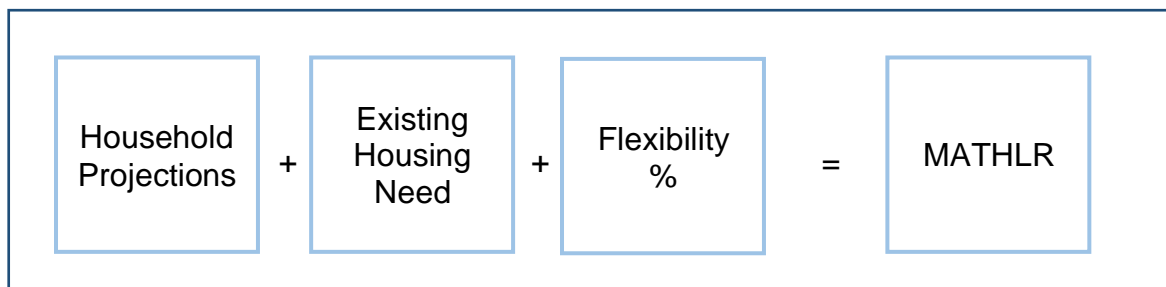 Household
Projections
+
Existing
Housing
Need
+
Flexibility
%
=
MATHLR